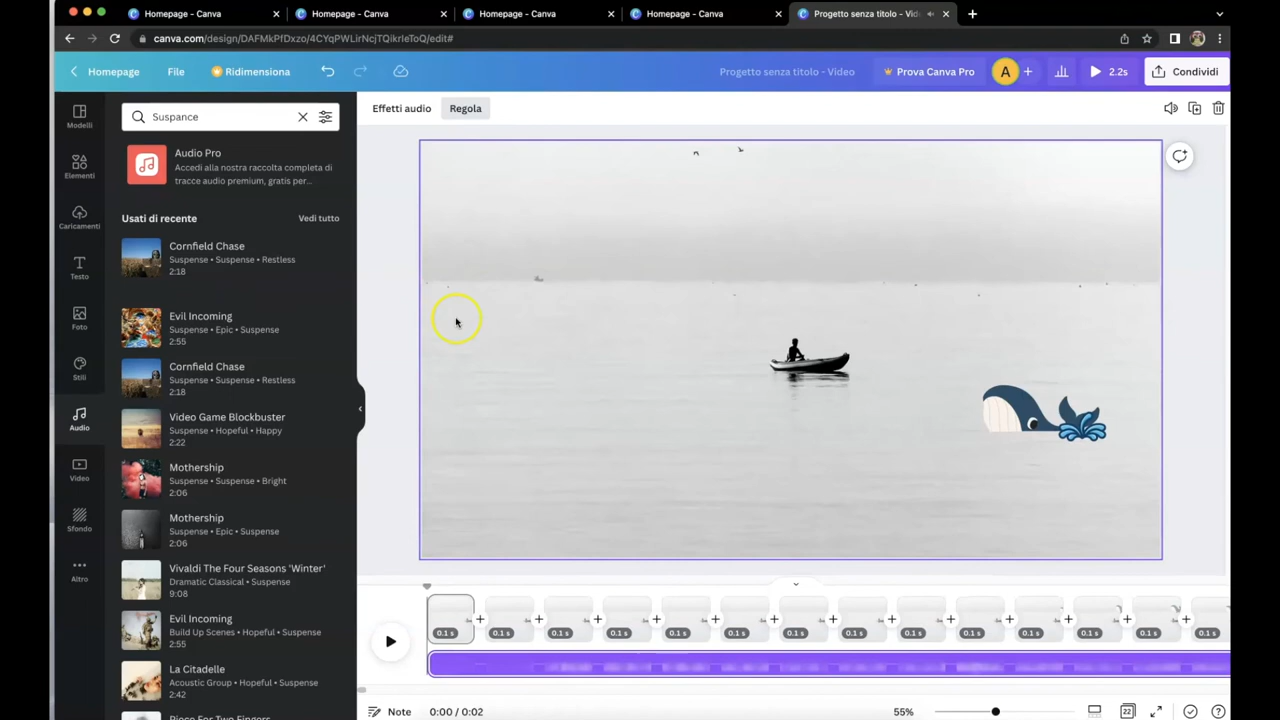 Homepage - Canva
Homepage - Canva
Homepage - Canva
Homepage - Canva
Progetto senza titolo - Vide
canva.com/design/DAFMkPfDxzo/4CYqPWLirNcjTQikrIeToQ/edit#
Homepage
File
Ridimensiona
Progetto senza titolo - Video
Prova Canva Pro
A
2.2s
Condividi
Modelli
Elementi
Caricamenti
Testo
Foto
Stili
Audio
Video
Sfondo
Altro
Suspance
Effetti audio
Regola
Audio Pro
Accedi alla nostra raccolta completa di
tracce audio premium, gratis per...
Usati di recente
Vedi tutto
Cornfield Chase
Suspense • Suspense • Restless
2:18
Evil Incoming
Suspense • Epic • Suspense
2:55
Cornfield Chase
Suspense • Suspense • Restless
2:18
Video Game Blockbuster
Suspense • Hopeful • Happy
2:22
Mothership
Suspense • Suspense • Bright
2:06
Mothership
Suspense • Epic • Suspense
2:06
Vivaldi The Four Seasons 'Winter'
Dramatic Classical • Suspense
9:08
Evil Incoming
Build Up Scenes • Hopeful • Suspense
2:55
La Citadelle
Acoustic Group • Hopeful • Suspense
2:42
Piece For Two Fingers
0.1 s
0.1 s
0.1 s
0.1 s
0.1 s
0.1 s
0.1 s
0.1 s
0.1 s
0.1 s
0.1 s
0.1 s
0.1 s
0.1 s
Note
0:00 / 0:02
55%
22